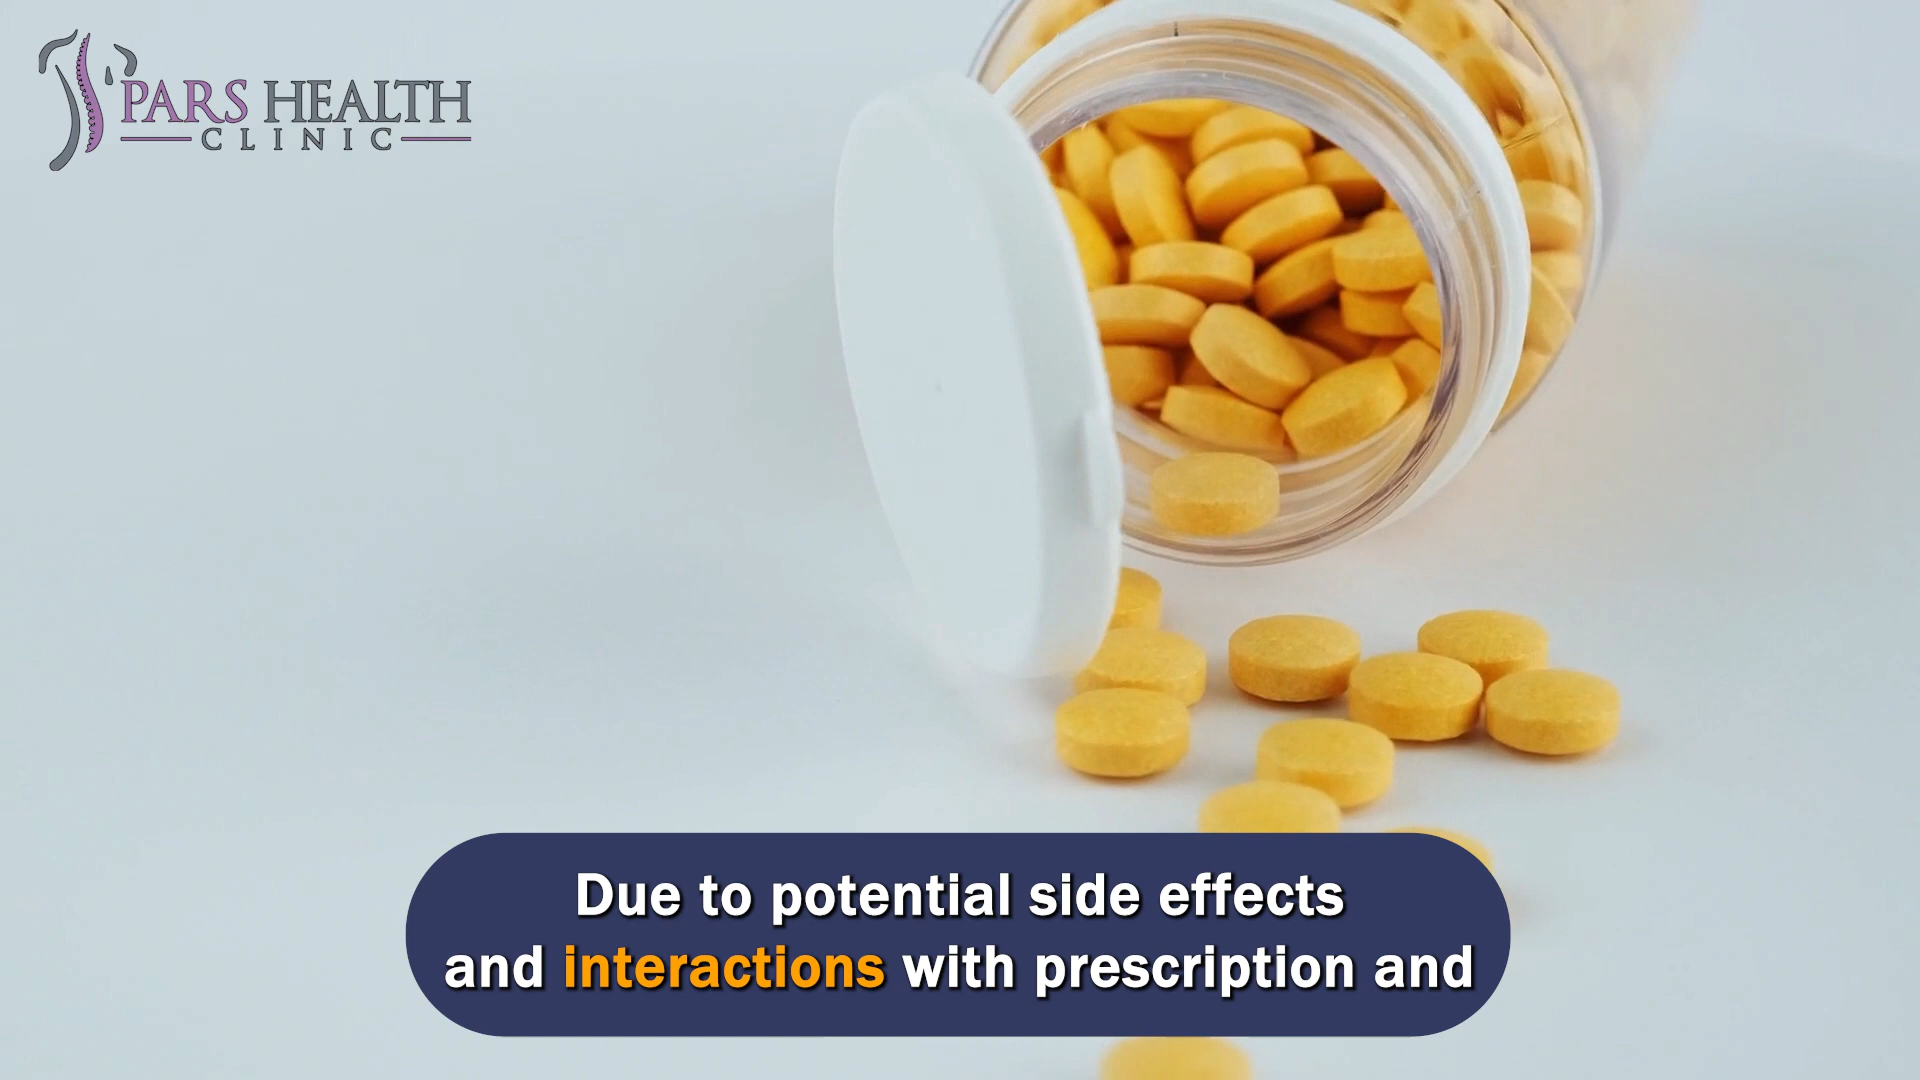 PARS HEALTH
CLINIC
Due to potential side effects
and interactions with prescription and